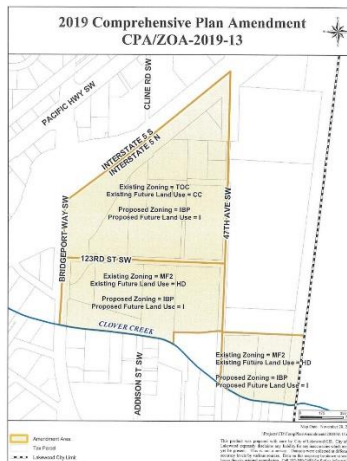 2019 Comprehensive Plan Amendment
CPA/ZOA-2019-13
PACIFIC HWY SW
CLINE RD SW
INTERSTATE 5 S
INTERSTATE 5 N
BRIDGEPORT WAY SW
47TH AVE SW
Existing Zoning = TOC
Existing Future Land Use = CC
Proposed Zoning = IBP
Proposed Future Land Use = I
123RD ST SW
Existing Zoning = MF2
Existing Future Land Use = HD
Proposed Zoning = IBP
Proposed Future Land Use = I
CLOVER CREEK
ADDISON ST SW
Existing Zoning = MF2
Existing Future Land Use = HD
Proposed Zoning = IBP
Proposed Future Land Use = I
Amendment Area
Tax Parcel
Lakewood City Limit